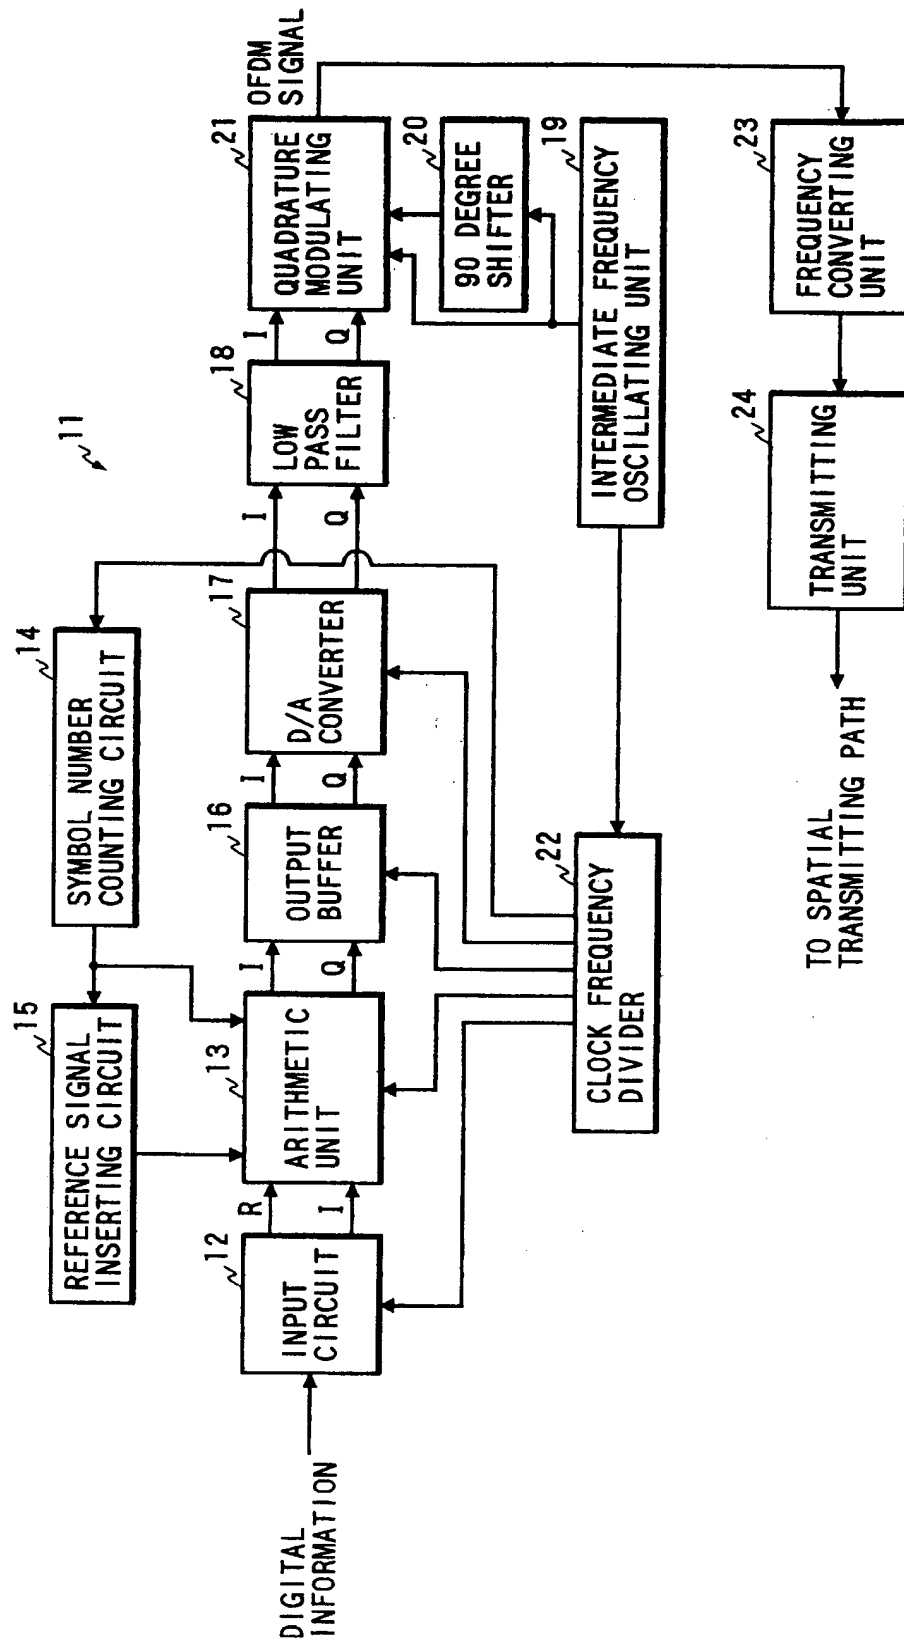 11
REFERENCE SIGNAL
INSERTING CIRCUIT
15
SYMBOL NUMBER
COUNTING CIRCUIT
14
DIGITAL
INFORMATION
INPUT
CIRCUIT
12
R
I
ARITHMETIC
UNIT
13
I
Q
OUTPUT
BUFFER
16
I
Q
D/A
CONVERTER
17
I
Q
LOW
PASS
FILTER
18
I
Q
QUADRATURE
MODULATING
UNIT
21
OFDM
SIGNAL
90 DEGREE
SHIFTER
20
INTERMEDIATE FREQUENCY
OSCILLATING UNIT
19
CLOCK FREQUENCY
DIVIDER
22
FREQUENCY
CONVERTING
UNIT
23
TRANSMITTING
UNIT
24
TO SPATIAL
TRANSMITTING PATH